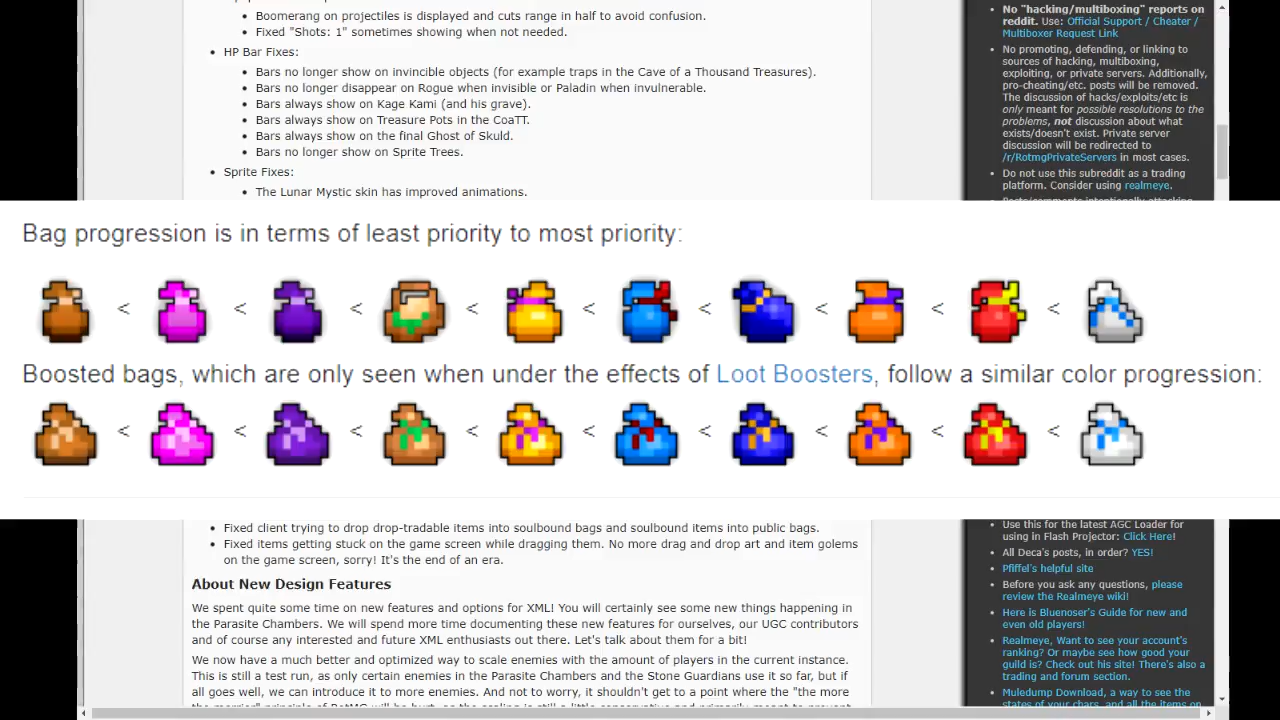 Boomerang on projectiles is displayed and cuts range in half to avoid confusion.
Fixed "Shots: 1" sometimes showing when not needed.
HP Bar Fixes:
Bars no longer show on invincible objects (for example traps in the Cave of a Thousand Treasures).
Bars no longer disappear on Rogue when invisible or Paladin when invulnerable.
Bars always show on Kage Kami (and his grave).
Bars always show on Treasure Pots in the CoaTT.
Bars always show on the final Ghost of Skuld.
Bars no longer show on Sprite Trees.
Sprite Fixes:
The Lunar Mystic skin has improved animations.
No "hacking/multiboxing" reports on
reddit. Use: Official Support / Cheater /
Multiboxer Request Link
No promoting, defending, or linking to
sources of hacking, multiboxing,
exploiting, or private servers. Additionally,
pro-cheating/etc. posts will be removed.
The discussion of hacks/exploits/etc is
only meant for possible resolutions to the
problems, not discussion about what
exists/doesn't exist. Private server
discussion will be redirected to
/r/RotmgPrivateServers in most cases.
Do not use this subreddit as a trading
platform. Consider using realmeye.
Bag progression is in terms of least priority to most priority:
< < < < < < < < <
Boosted bags, which are only seen when under the effects of Loot Boosters, follow a similar color progression:
< < < < < < < < <
Fixed client trying to drop drop-tradable items into soulbound bags and soulbound items into public bags.
Fixed items getting stuck on the game screen while dragging them. No more drag and drop art and item golems
on the game screen, sorry! It's the end of an era.
About New Design Features
We spent quite some time on new features and options for XML! You will certainly see some new things happening in
the Parasite Chambers. We will spend more time documenting these new features for ourselves, our UGC contributors
and of course any interested and future XML enthusiasts out there. Let's talk about them for a bit!
We now have a much better and optimized way to scale enemies with the amount of players in the current instance.
This is still a test run, as only certain enemies in the Parasite Chambers and the Stone Guardians use it so far, but if
all goes well, we can introduce it to more enemies. And not to worry, it shouldn't get to a point where the "the more
Use this for the latest AGC Loader for
using in Flash Projector: Click Here!
All Deca's posts, in order? YES!
Pfiffel's helpful site
Before you ask any questions, please
review the Realmeye wiki!
Here is Bluenoser's Guide for new and
even old players!
Realmeye, Want to see your account's
ranking? Or maybe see how good your
guild is? Check out his site! There's also a
trading and forum section.
Muledump Download, a way to see the
states of your chars, and all the items on